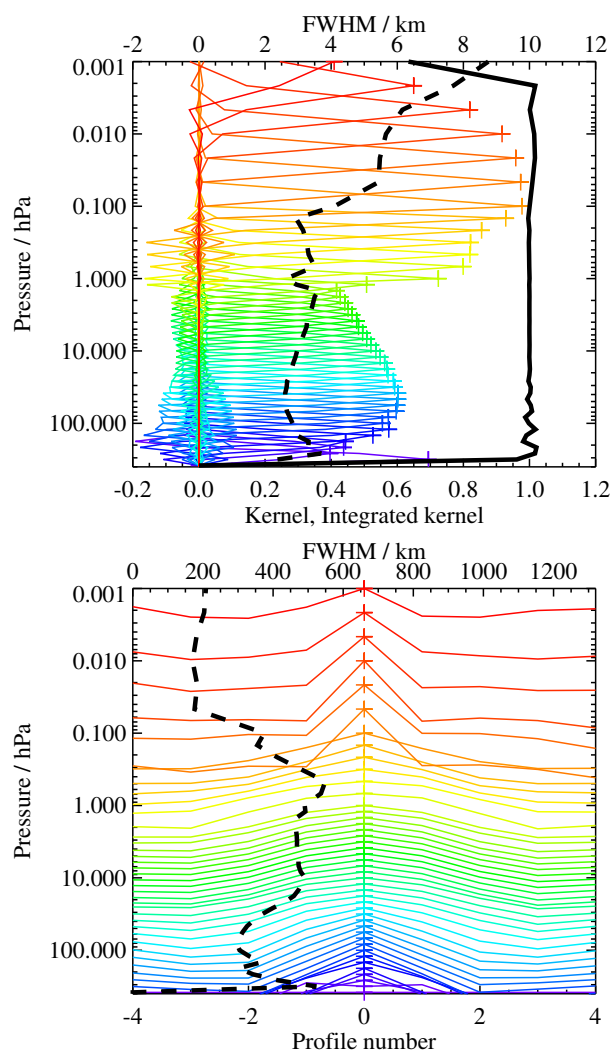 FWHM / km
-2 0 2 4 6 8 10 12
0.001
0.010
0.100
1.000
10.000
100.000
Pressure / hPa
-0.2 0.0 0.2 0.4 0.6 0.8 1.0 1.2
Kernel, Integrated kernel
FWHM / km
0 200 400 600 800 1000 1200
0.001
0.010
0.100
1.000
10.000
100.000
Pressure / hPa
-4 -2 0 2 4
Profile number